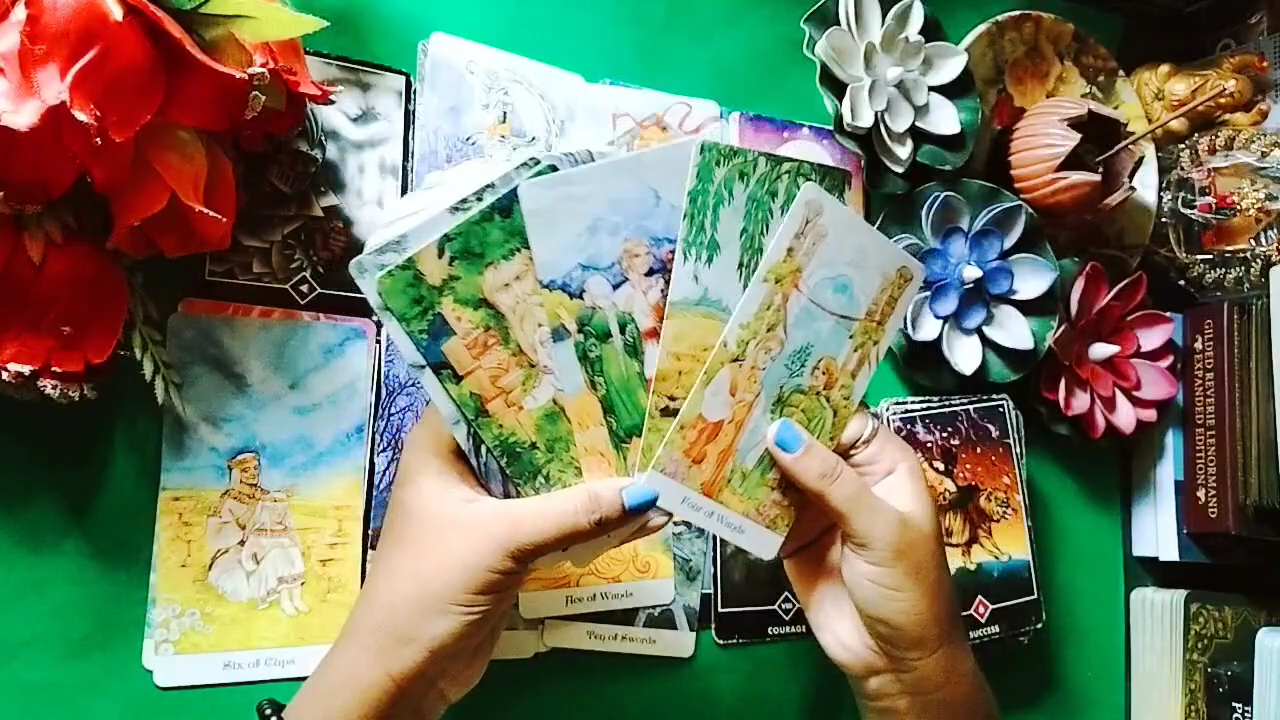 Six of Cups
Four of Wands
Ace of Wands
Ten of Swords
VIII
COURAGE
SUCCESS
GILDED REVERIE LENORMAND
EXPANDED EDITION